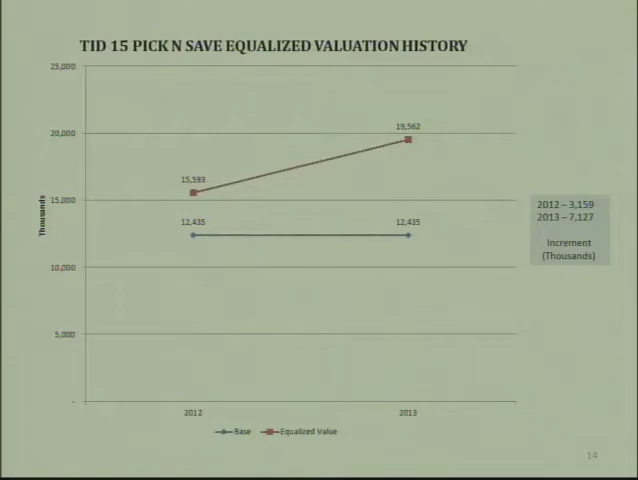 TID 15 PICK N SAVE EQUALIZED VALUATION HISTORY
25,000
20,000
15,000
10,000
5,000
-
Thousands
15,593
19,562
12,435
12,435
2012
2013
Base
Equalized Value
2012 – 3,159
2013 – 7,127
Increment
(Thousands)
14